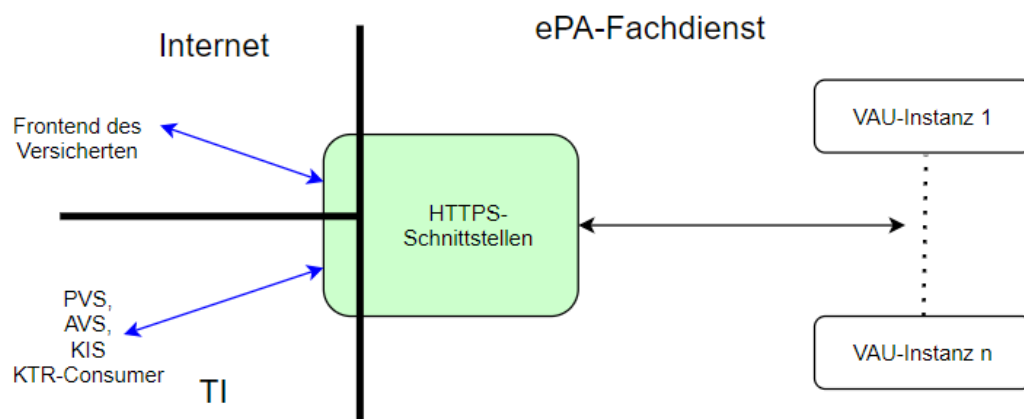 Internet
ePA-Fachdienst
Frontend des
Versicherten
HTTPS-
Schnittstellen
VAU-Instanz 1
PVS,
AVS,
KIS
KTR-Consumer
TI
VAU-Instanz n